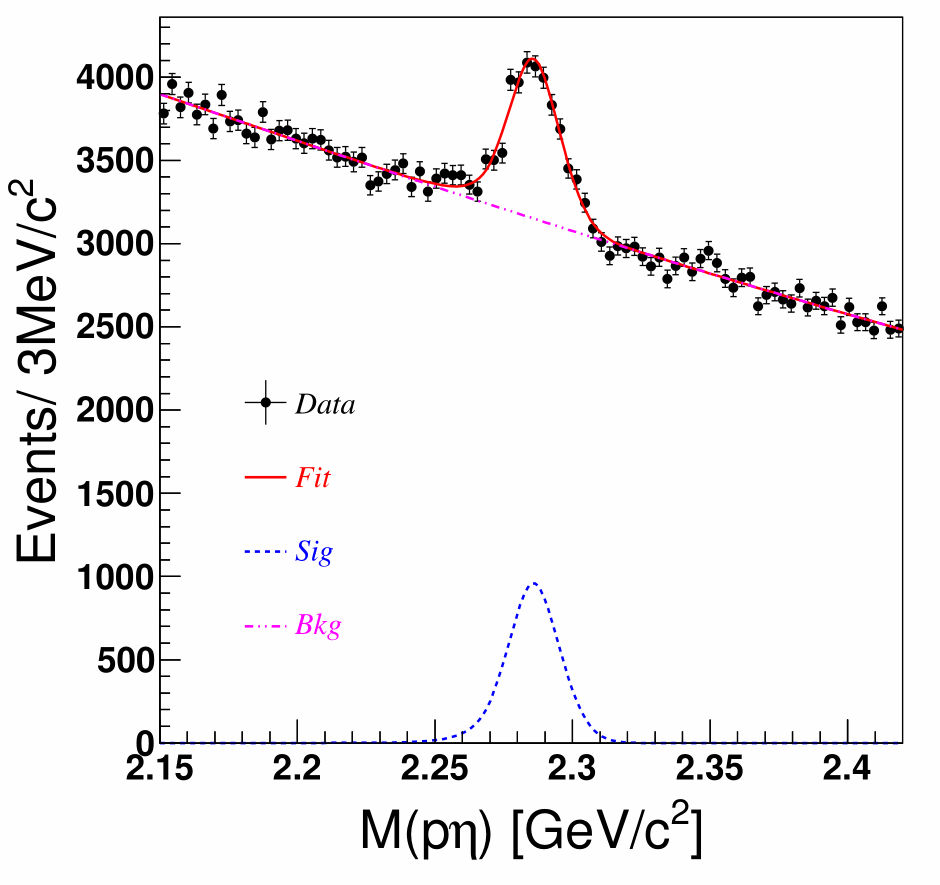 4000
3500
3000
2500
2000
1500
1000
500
0
Events/ 3MeV/c²
Data
Fit
Sig
Bkg
2.15 2.2 2.25 2.3 2.35 2.4
M(pη) [GeV/c²]